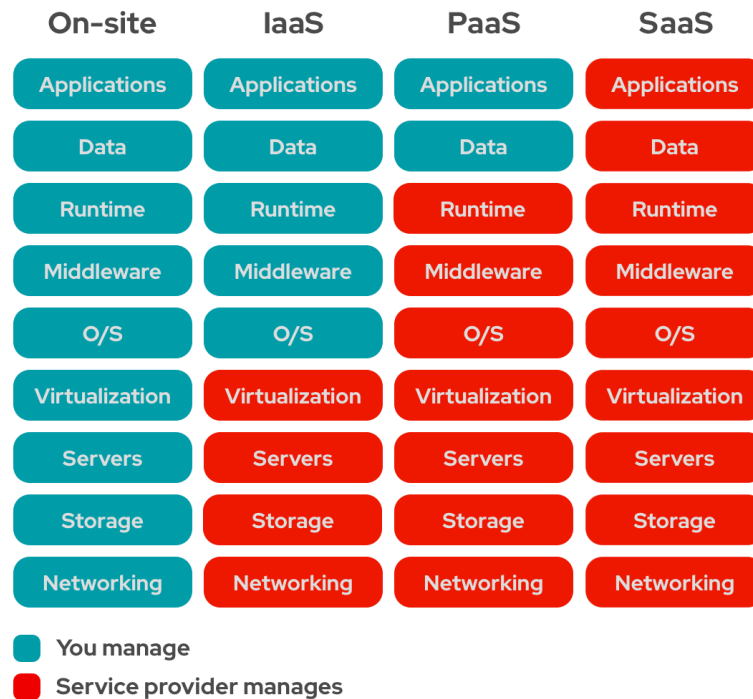 On-site IaaS PaaS SaaS
Applications Applications Applications Applications
Data Data Data Data
Runtime Runtime Runtime Runtime
Middleware Middleware Middleware Middleware
O/S O/S O/S O/S
Virtualization Virtualization Virtualization Virtualization
Servers Servers Servers Servers
Storage Storage Storage Storage
Networking Networking Networking Networking
You manage
Service provider manages